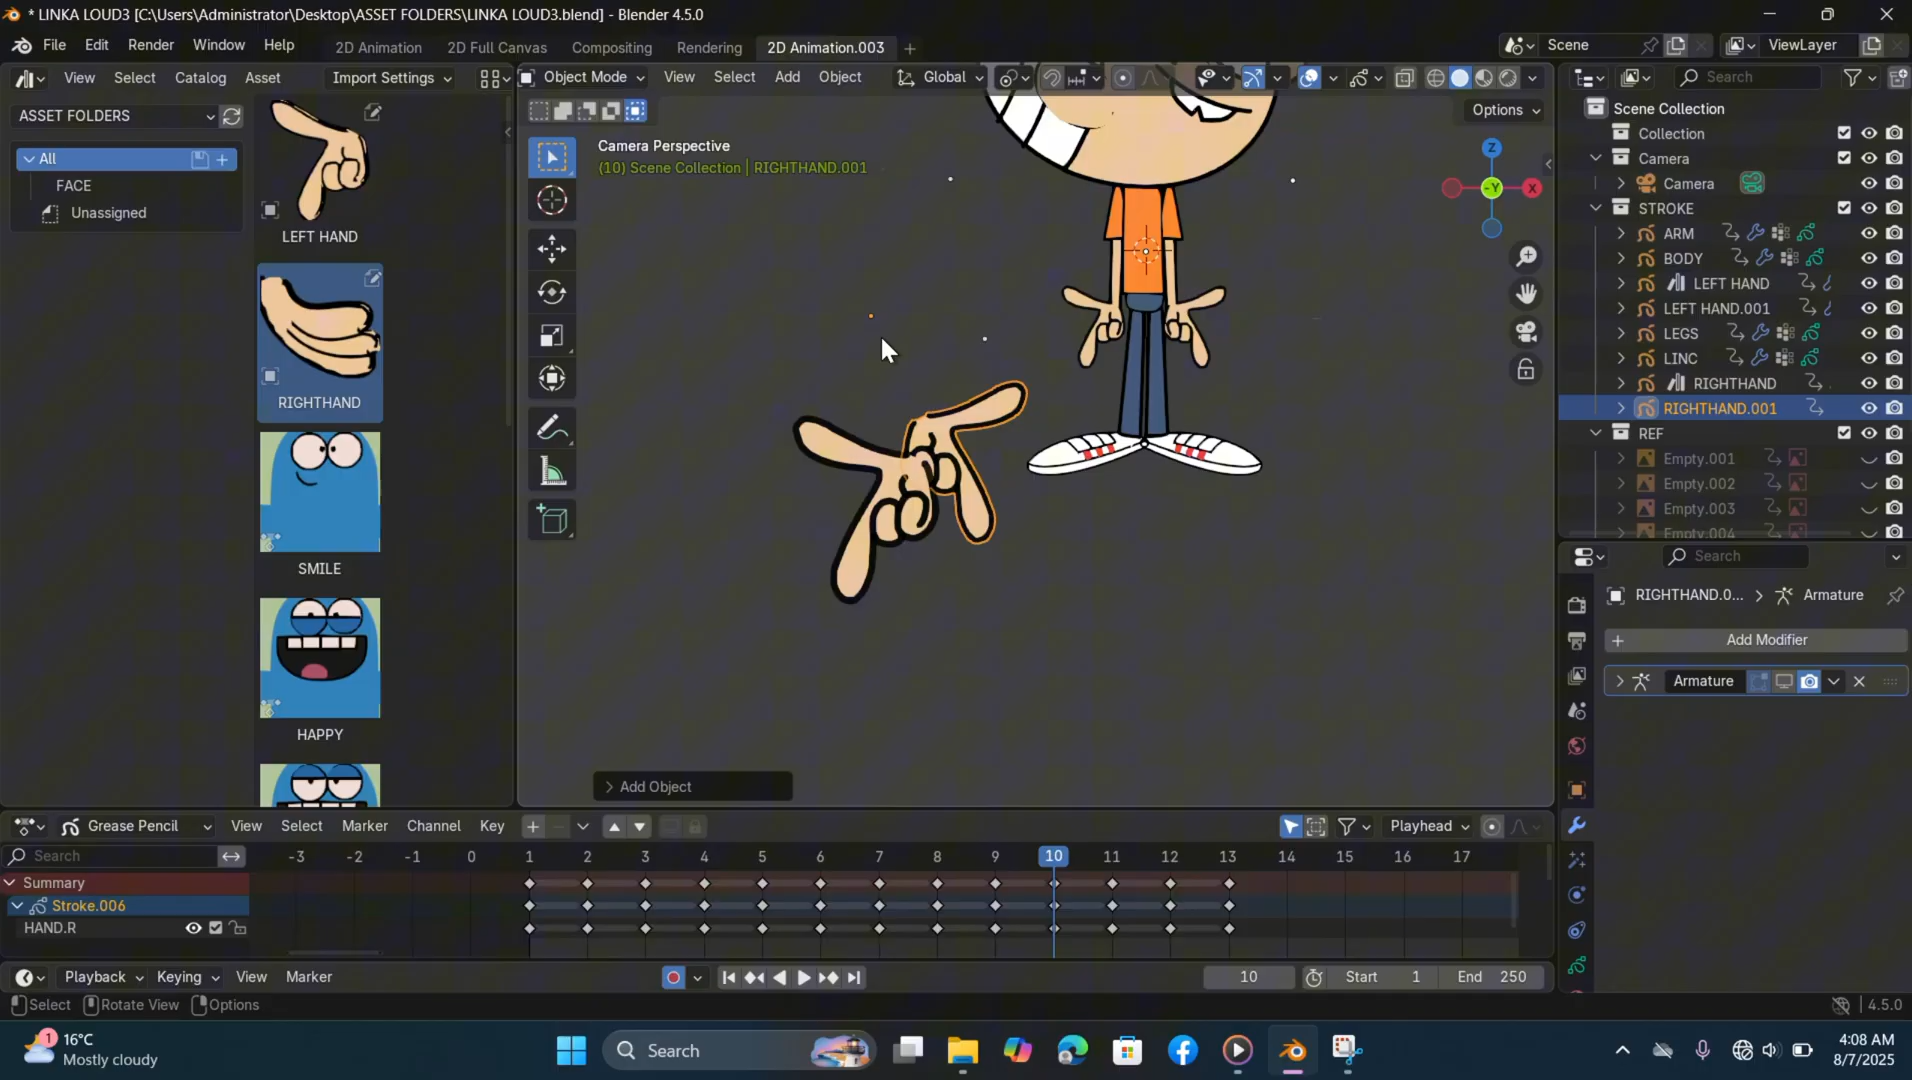 * LINKA LOUD3 [C:\Users\Administrator\Desktop\ASSET FOLDERS\LINKA LOUD3.blend] - Blender 4.5.0
File Edit Render Window Help 2D Animation 2D Full Canvas Compositing Rendering 2D Animation.003 Scene ViewLayer
View Select Catalog Asset Import Settings Object Mode View Select Add Object Global Search
ASSET FOLDERS
Options
All
FACE
Unassigned
LEFT HAND
RIGHTHAND
SMILE
HAPPY
Camera Perspective
(10) Scene Collection | RIGHTHAND.001
Z
-Y
X
Add Object
Scene Collection
Collection
Camera
Camera
STROKE
ARM
BODY
LEFT HAND
LEFT HAND.001
LEGS
LINC
RIGHTHAND
RIGHTHAND.001
REF
Empty.001
Empty.002
Empty.003
Empty.004
Search
RIGHTHAND.0... Armature
Add Modifier
Armature
Grease Pencil View Select Marker Channel Key Playhead
Search -3 -2 -1 0 1 2 3 4 5 6 7 8 9 10 11 12 13 14 15 16 17
Summary
Stroke.006
HAND.R
Playback Keying View Marker 10 Start 1 End 250
Select Rotate View Options 4.5.0
1
16°C
Mostly cloudy
Search
4:08 AM
8/7/2025